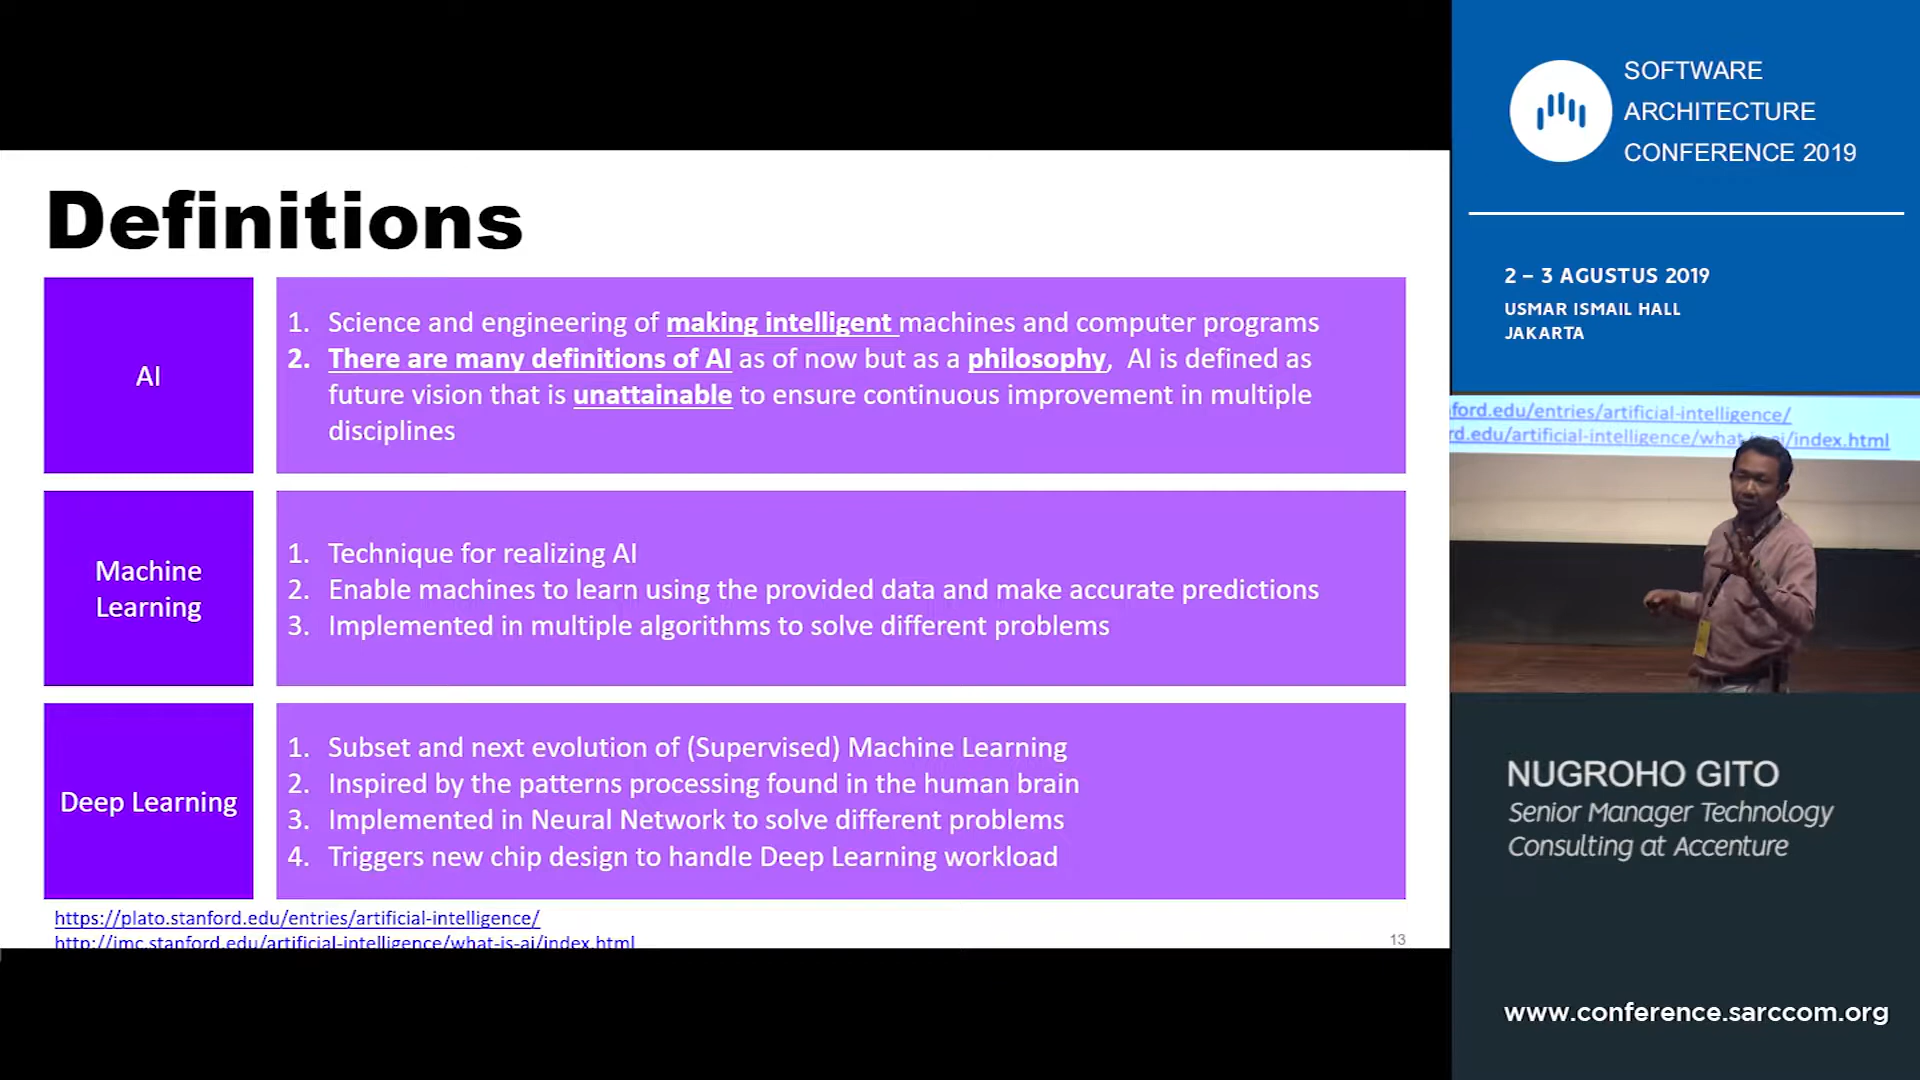 Definitions
AI
1. Science and engineering of making intelligent machines and computer programs
2. There are many definitions of AI as of now but as a philosophy, AI is defined as
future vision that is unattainable to ensure continuous improvement in multiple
disciplines
Machine
Learning
1. Technique for realizing AI
2. Enable machines to learn using the provided data and make accurate predictions
3. Implemented in multiple algorithms to solve different problems
Deep Learning
1. Subset and next evolution of (Supervised) Machine Learning
2. Inspired by the patterns processing found in the human brain
3. Implemented in Neural Network to solve different problems
4. Triggers new chip design to handle Deep Learning workload
https://plato.stanford.edu/entries/artificial-intelligence/
http://jmc.stanford.edu/artificial-intelligence/what-is-ai/index.html
13
SOFTWARE
ARCHITECTURE
CONFERENCE 2019
2 – 3 AGUSTUS 2019
USMAR ISMAIL HALL
JAKARTA
ford.edu/entries/artificial-intelligence/
rd.edu/artificial-intelligence/what-is-ai/index.html
NUGROHO GITO
Senior Manager Technology
Consulting at Accenture
www.conference.sarccom.org